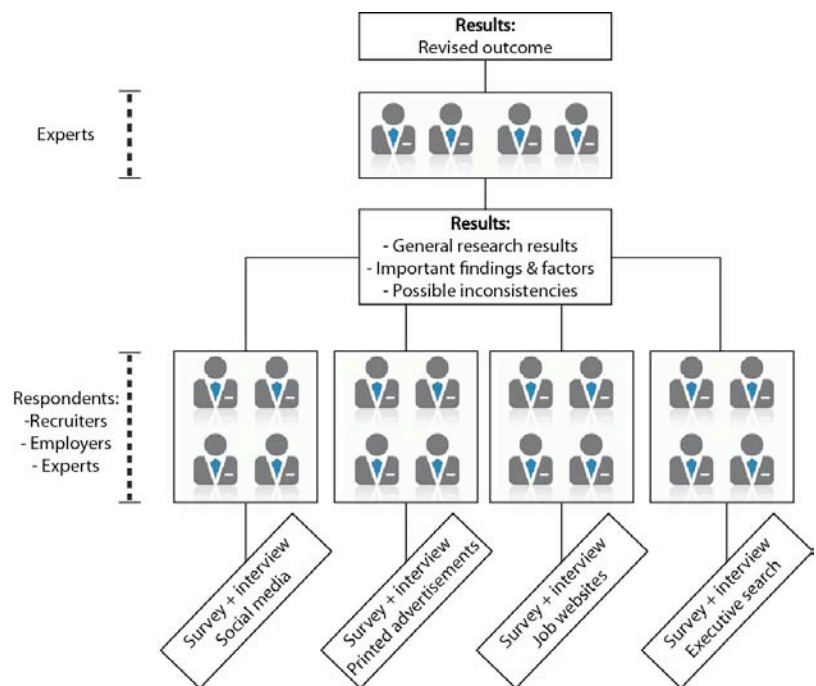 Results:
Revised outcome
Experts
Results:
- General research results
- Important findings & factors
- Possible inconsistencies
Respondents:
-Recruiters
- Employers
- Experts
Survey + interview
Social media
Survey + interview
Printed advertisements
Survey + interview
Job websites
Survey + interview
Executive search